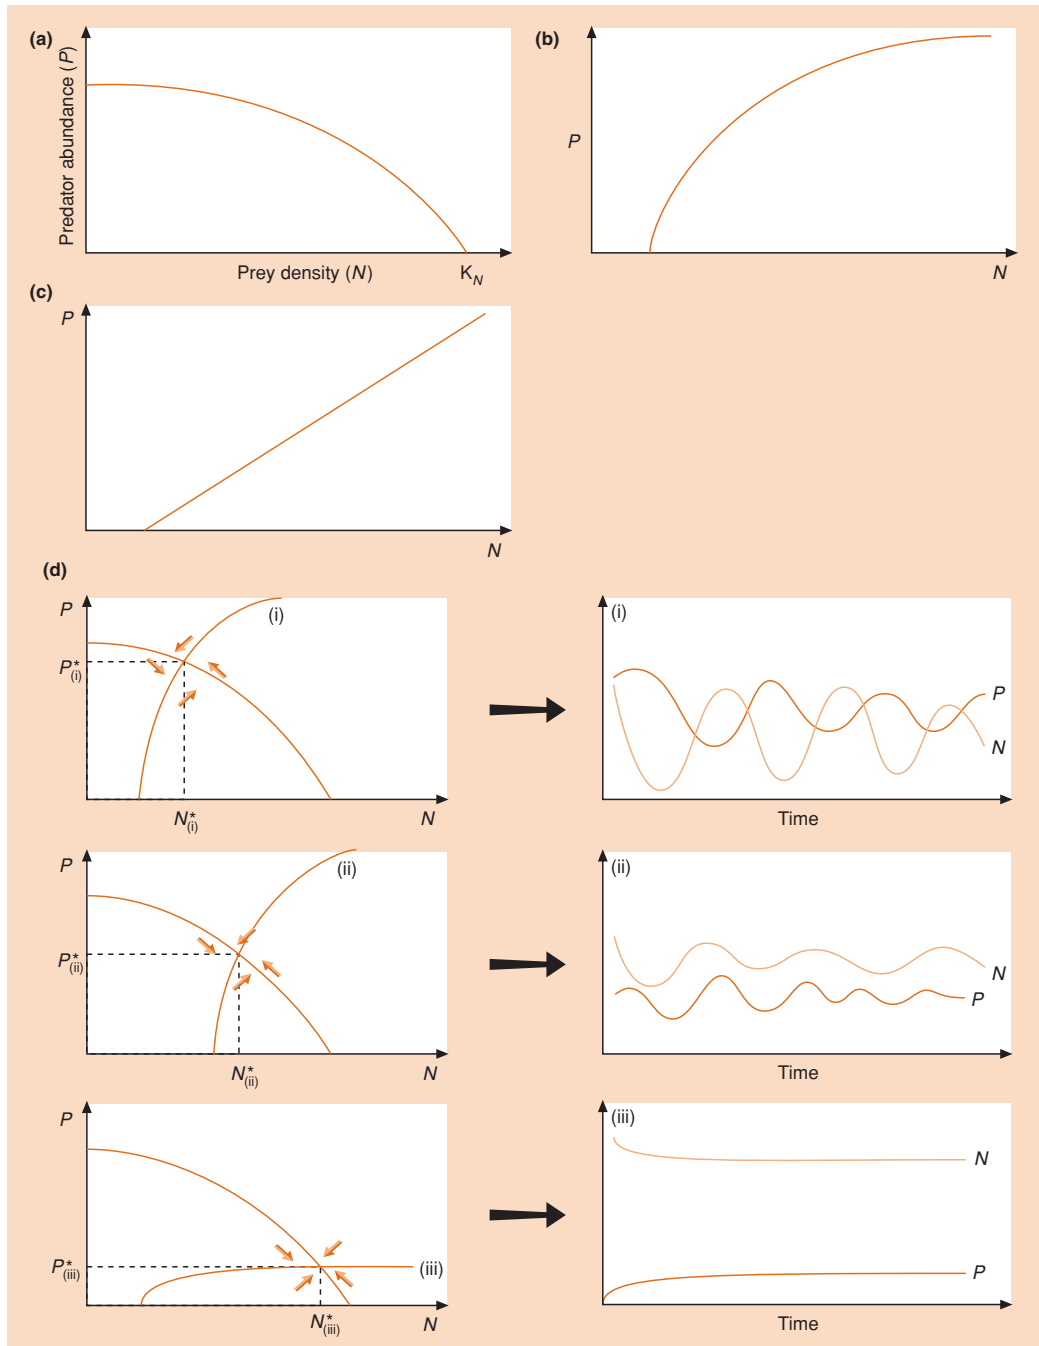 (a)
Predator abundance (P)
Prey density (N)
K_N
(b)
P
N
(c)
P
N
(d)
P
(i)
P*(i)
N*(i)
N
(i)
P
N
Time
P
(ii)
P*(ii)
N*(ii)
N
(ii)
N
P
Time
P
P*(iii)
(iii)
N*(iii)
N
(iii)
N
P
Time